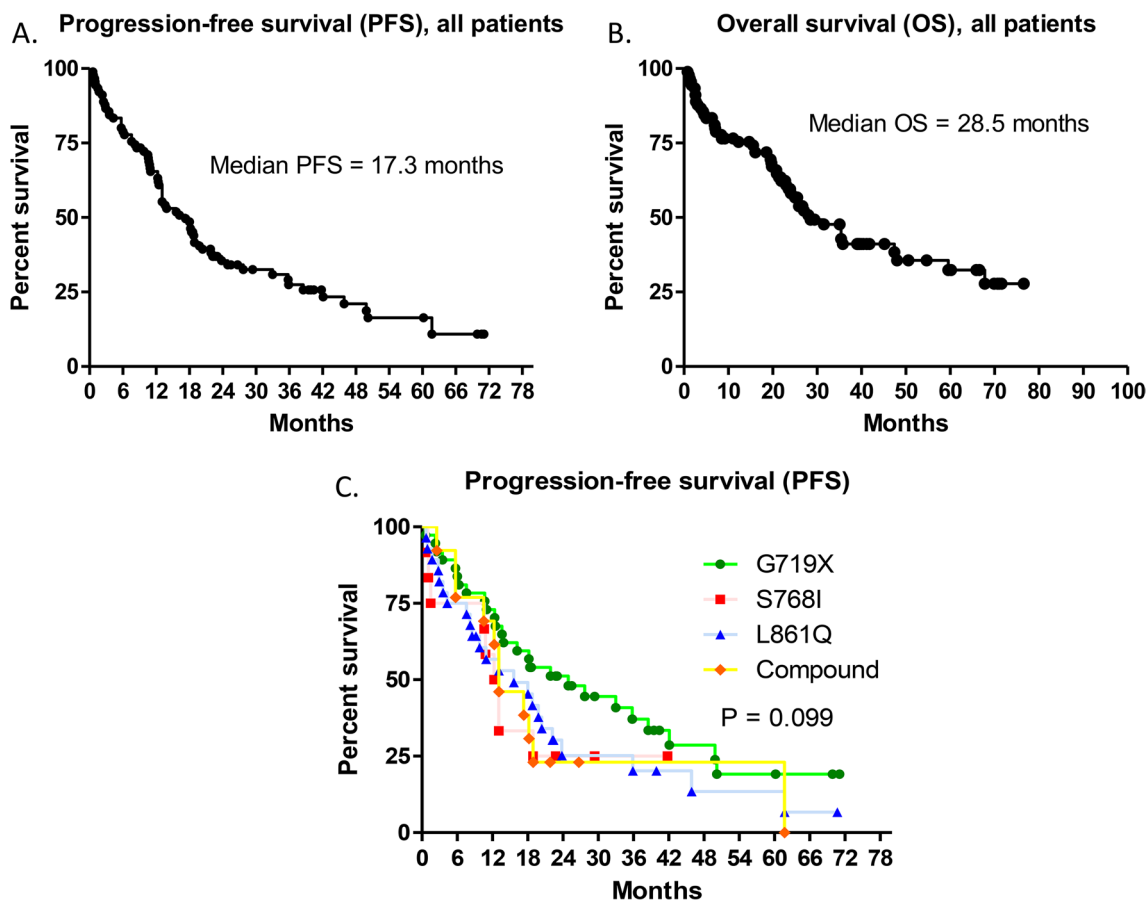 A.
Progression-free survival (PFS), all patients
Percent survival
100
75
50
25
0
Median PFS = 17.3 months
0 6 12 18 24 30 36 42 48 54 60 66 72 78
Months
B.
Overall survival (OS), all patients
Percent survival
100
75
50
25
0
Median OS = 28.5 months
0 10 20 30 40 50 60 70 80 90 100
Months
C.
Progression-free survival (PFS)
Percent survival
100
75
50
25
0
G719X
S768I
L861Q
Compound
P = 0.099
0 6 12 18 24 30 36 42 48 54 60 66 72 78
Months